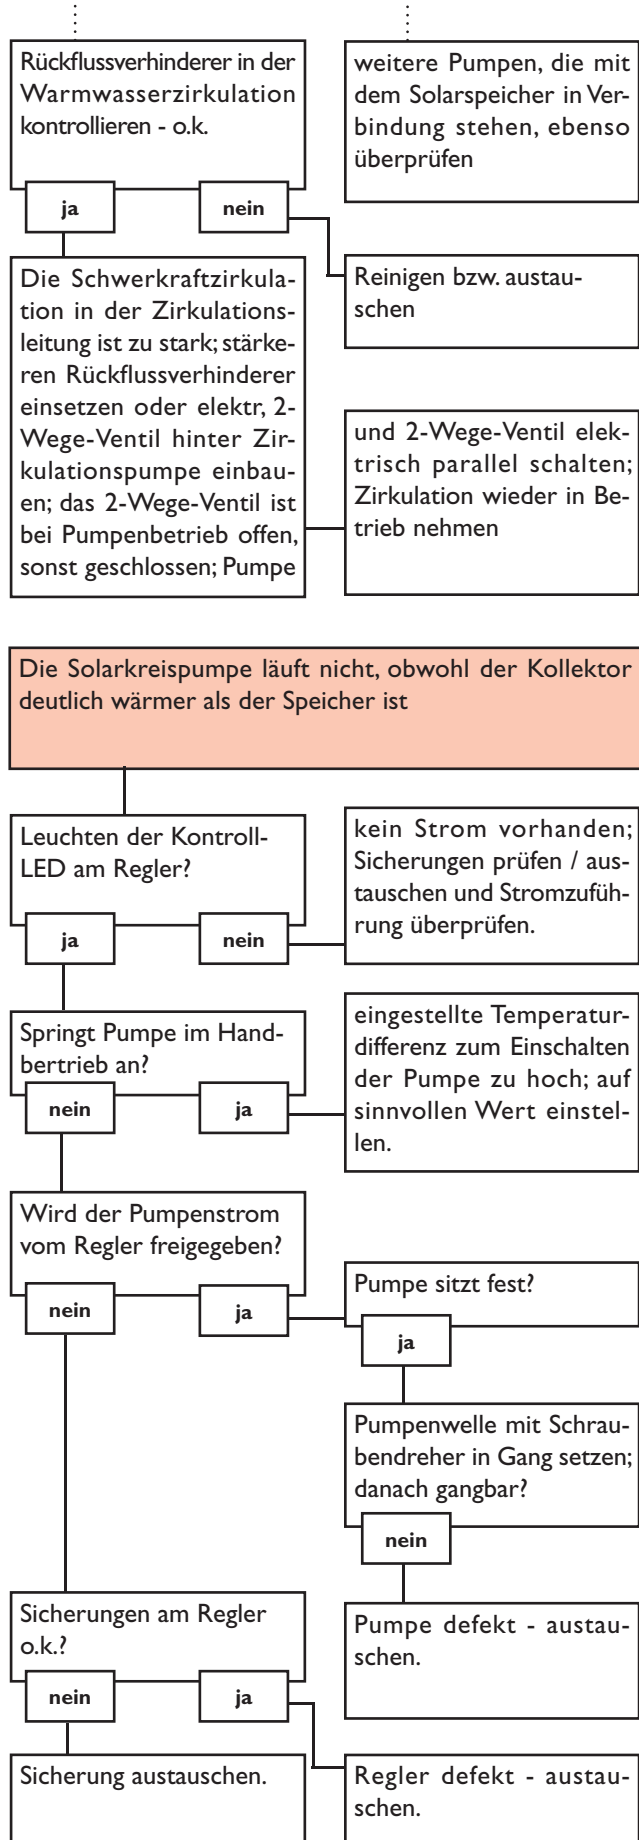 Rückflussverhinderer in der
Warmwasserzirkulation
kontrollieren - o.k.
ja
nein
weitere Pumpen, die mit
dem Solarspeicher in Ver-
bindung stehen, ebenso
überprüfen
Reinigen bzw. austau-
schen
Die Schwerkraftzirkula-
tion in der Zirkulations-
leitung ist zu stark; stärke-
ren Rückflussverhinderer
einsetzen oder elektr, 2-
Wege-Ventil hinter Zir-
kulationspumpe einbau-
en; das 2-Wege-Ventil ist
bei Pumpenbetrieb offen,
sonst geschlossen; Pumpe
und 2-Wege-Ventil elek-
trisch parallel schalten;
Zirkulation wieder in Be-
trieb nehmen
Die Solarkreispumpe läuft nicht, obwohl der Kollektor
deutlich wärmer als der Speicher ist
Leuchten der Kontroll-
LED am Regler?
ja
nein
kein Strom vorhanden;
Sicherungen prüfen / aus-
tauschen und Stromzufüh-
rung überprüfen.
Springt Pumpe im Hand-
bertrieb an?
nein
ja
eingestellte Temperatur-
differenz zum Einschalten
der Pumpe zu hoch; auf
sinnvollen Wert einstel-
len.
Wird der Pumpenstrom
vom Regler freigegeben?
nein
ja
Pumpe sitzt fest?
ja
Pumpenwelle mit Schrau-
bendreher in Gang setzen;
danach gangbar?
nein
Pumpe defekt - austau-
schen.
Sicherungen am Regler
o.k.?
nein
ja
Sicherung austauschen.
Regler defekt - austau-
schen.